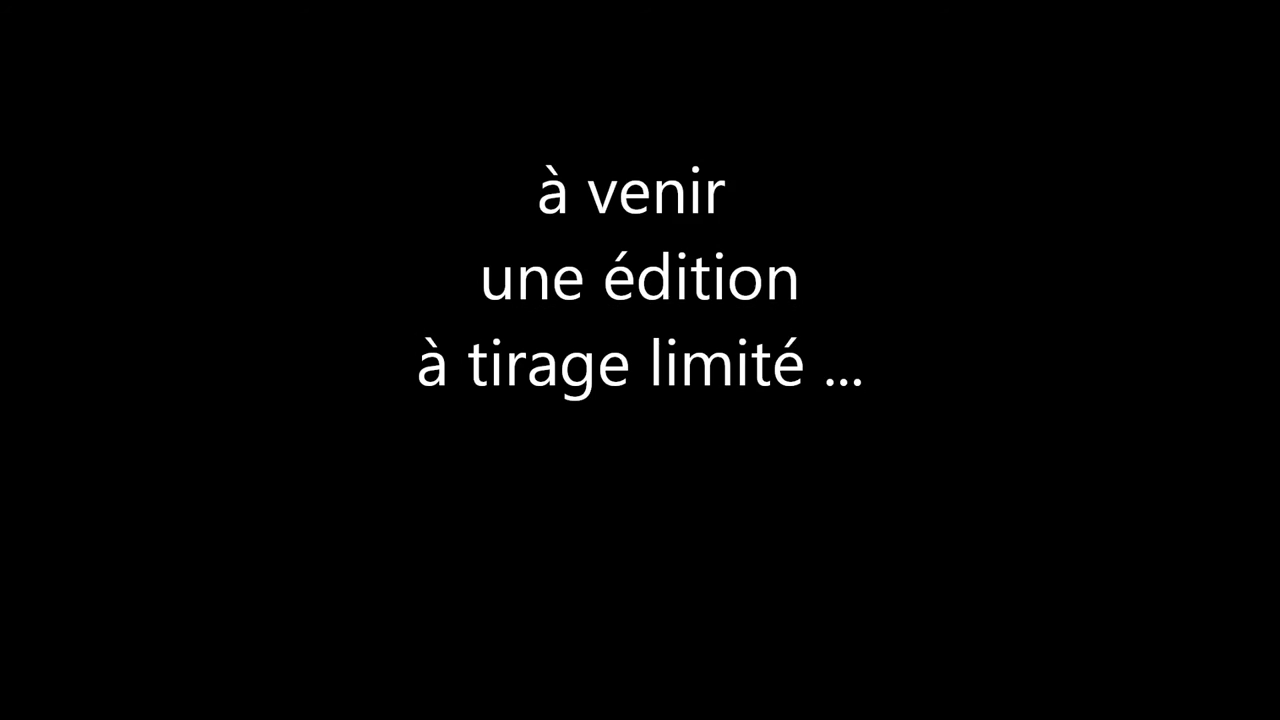 à venir
une édition
à tirage limité ...